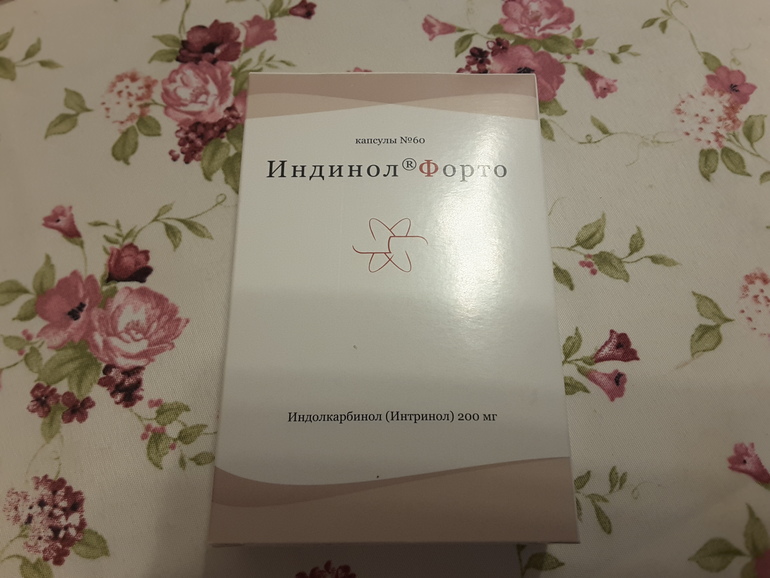 капсулы №60
Индинол®Форто
Индолкарбинол (Интринол) 200 мг